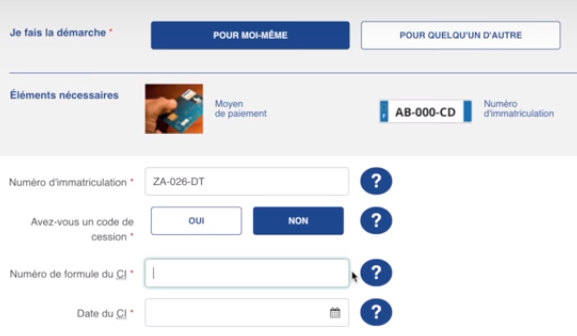 Je fais la démarche *
POUR MOI-MÊME
POUR QUELQU'UN D'AUTRE
Éléments nécessaires
Moyen
de paiement
AB-000-CD
Numéro
d'immatriculation
Numéro d'immatriculation *
ZA-026-DT
?
Avez-vous un code de
cession *
OUI
NON
?
Numéro de formule du CI *
?
Date du CI *
?